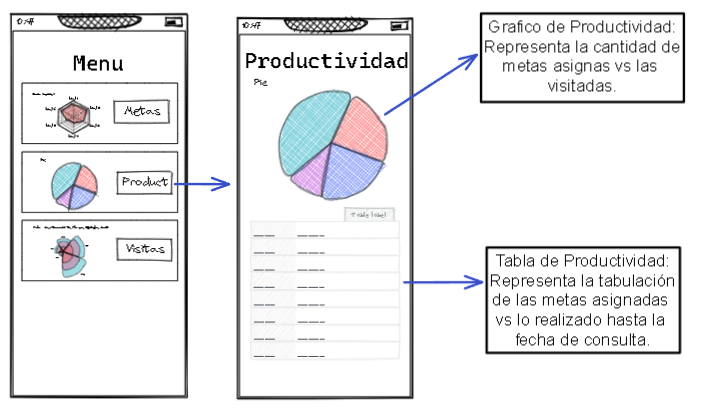 10:47
Menu
Metas
Pie
Product
Visitas
10:47
Productividad
Pie
Table label
Grafico de Productividad:
Representa la cantidad de
metas asignas vs las
visitadas.
Tabla de Productividad:
Representa la tabulación
de las metas asignadas
vs lo realizado hasta la
fecha de consulta.